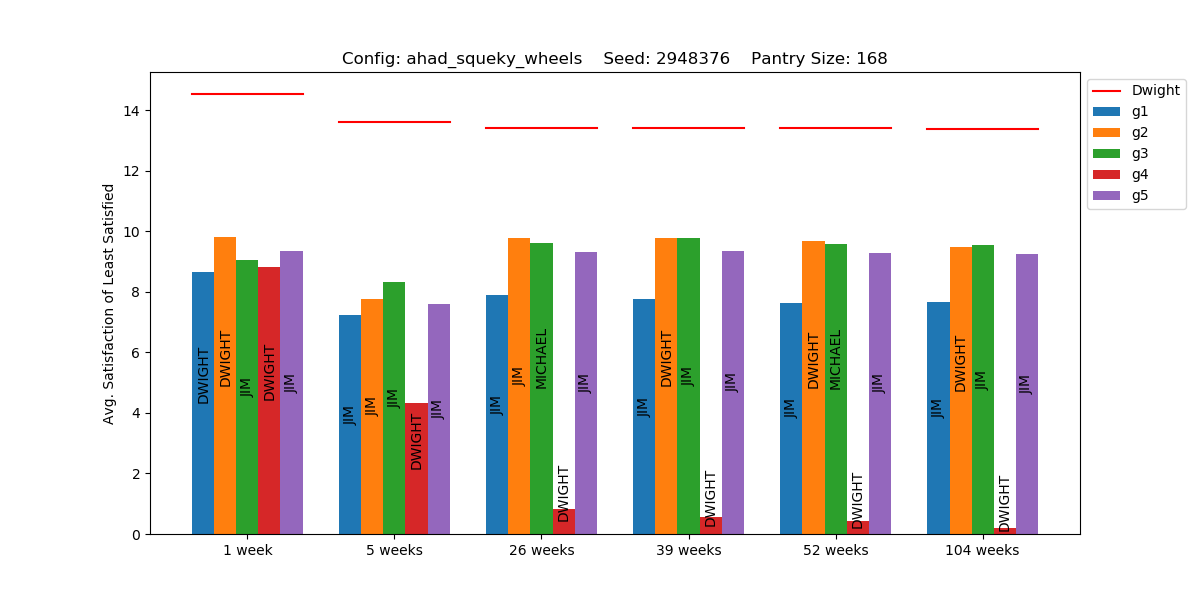 Config: ahad_squeky_wheels    Seed: 2948376    Pantry Size: 168
Avg. Satisfaction of Least Satisfied
14
12
10
8
6
4
2
0
DWIGHT
DWIGHT
JIM
DWIGHT
JIM
JIM
JIM
JIM
DWIGHT
JIM
JIM
JIM
MICHAEL
DWIGHT
JIM
JIM
DWIGHT
JIM
DWIGHT
JIM
JIM
DWIGHT
MICHAEL
DWIGHT
JIM
JIM
DWIGHT
JIM
DWIGHT
JIM
1 week
5 weeks
26 weeks
39 weeks
52 weeks
104 weeks
Dwight
g1
g2
g3
g4
g5